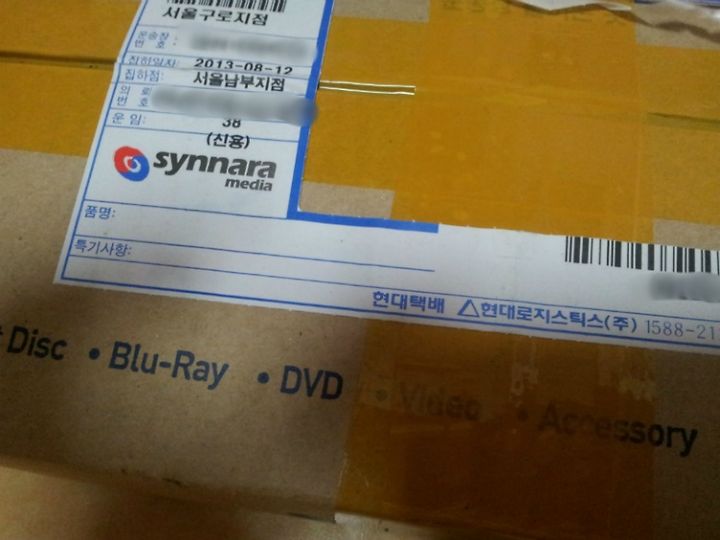 서울구로지점
운송장
번 호 :
집하일자 2013-08-12
집하점: 서울남부지점
의 뢰
번 호
운 임: 38
(신용)
synnara
media
품명:
특기사항:
현대택배 현대로지스틱스(주) 1588-21
Disc • Blu-Ray • DVD • Video • Accessory